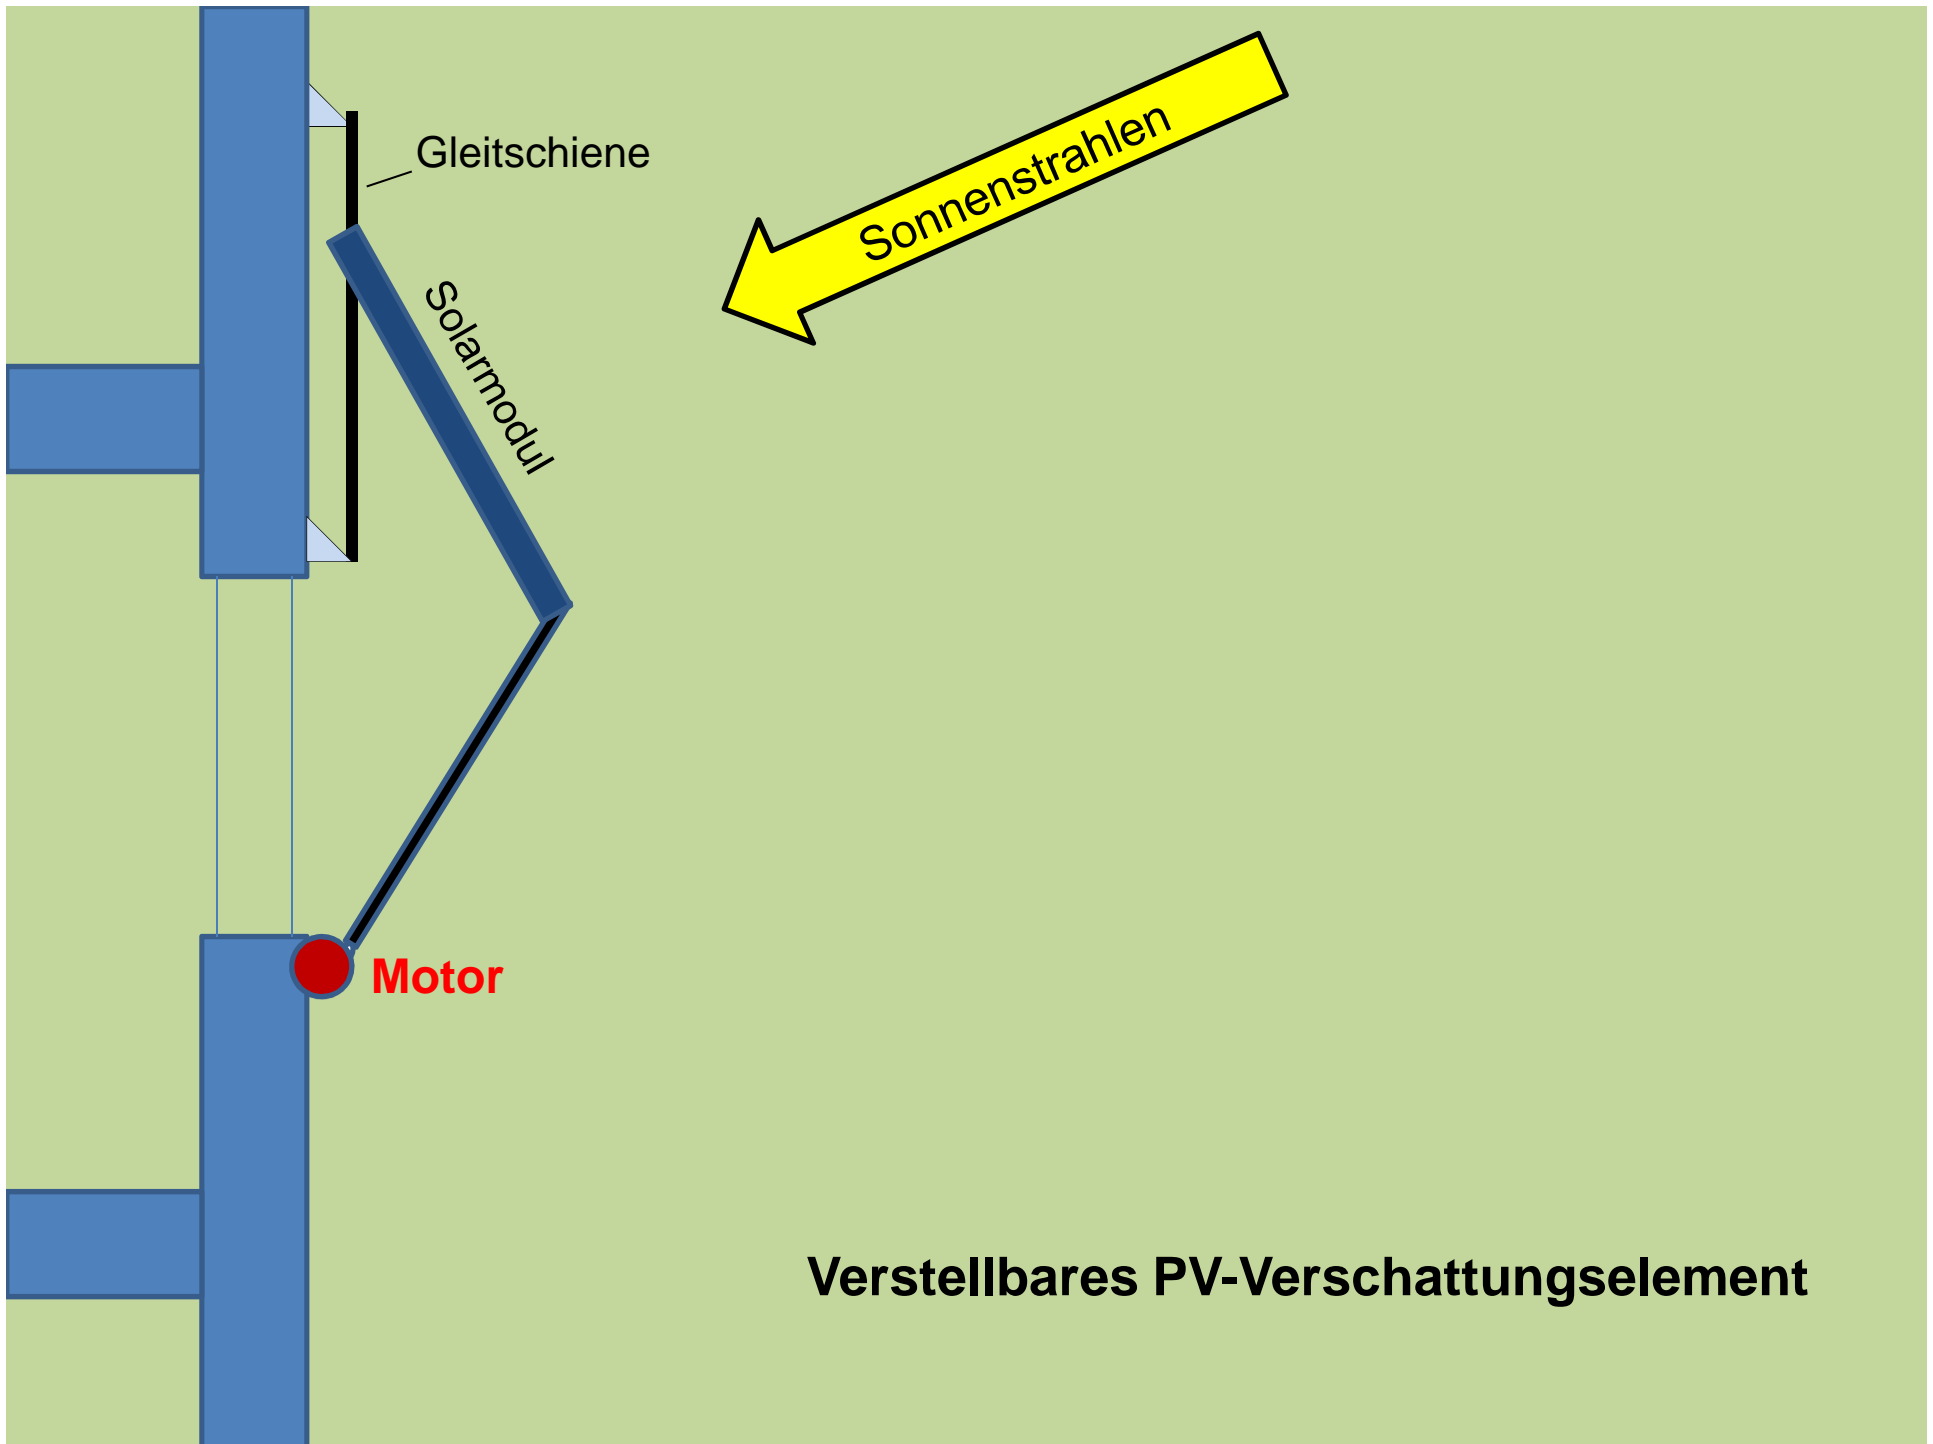 Gleitschiene
Sonnenstrahlen
Solarmodul
Motor
Verstellbares PV-Verschattungselement